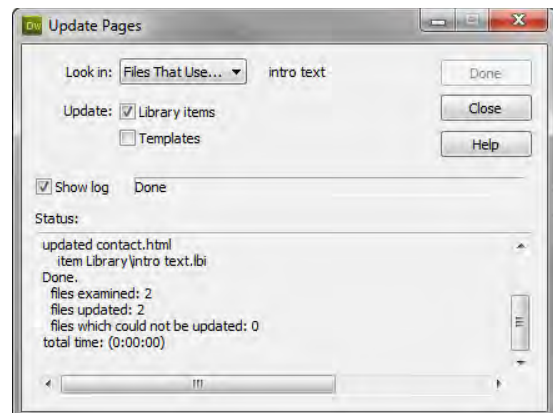 Dw Update Pages
Look in: Files That Use... intro text Done
Update: Library items Close
Templates Help
Show log Done
Status:
updated contact.html
item Library\intro text.lbi
Done.
files examined: 2
files updated: 2
files which could not be updated: 0
total time: (0:00:00)